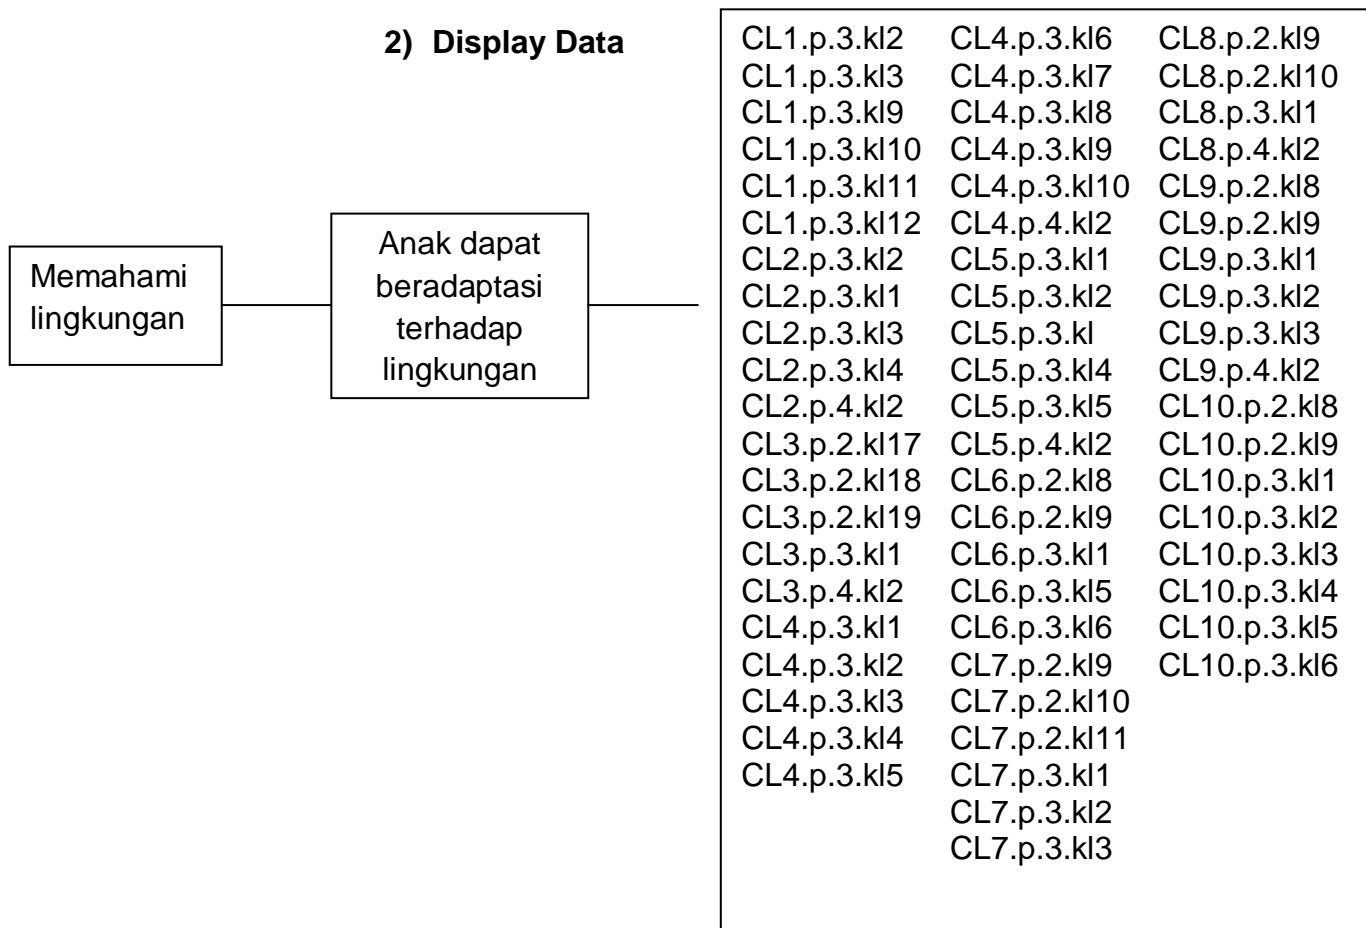 2) Display Data
Memahami
lingkungan
Anak dapat
beradaptasi
terhadap
lingkungan
CL1.p.3.kl2
CL1.p.3.kl3
CL1.p.3.kl9
CL1.p.3.kl10
CL1.p.3.kl11
CL1.p.3.kl12
CL2.p.3.kl2
CL2.p.3.kl1
CL2.p.3.kl3
CL2.p.3.kl4
CL2.p.4.kl2
CL3.p.2.kl17
CL3.p.2.kl18
CL3.p.2.kl19
CL3.p.3.kl1
CL3.p.4.kl2
CL4.p.3.kl1
CL4.p.3.kl2
CL4.p.3.kl3
CL4.p.3.kl4
CL4.p.3.kl5
CL4.p.3.kl6
CL4.p.3.kl7
CL4.p.3.kl8
CL4.p.3.kl9
CL4.p.3.kl10
CL4.p.4.kl2
CL5.p.3.kl1
CL5.p.3.kl2
CL5.p.3.kl
CL5.p.3.kl4
CL5.p.3.kl5
CL5.p.4.kl2
CL6.p.2.kl8
CL6.p.2.kl9
CL6.p.3.kl1
CL6.p.3.kl5
CL6.p.3.kl6
CL7.p.2.kl9
CL7.p.2.kl10
CL7.p.2.kl11
CL7.p.3.kl1
CL7.p.3.kl2
CL7.p.3.kl3
CL8.p.2.kl9
CL8.p.2.kl10
CL8.p.3.kl1
CL8.p.4.kl2
CL9.p.2.kl8
CL9.p.2.kl9
CL9.p.3.kl1
CL9.p.3.kl2
CL9.p.3.kl3
CL9.p.4.kl2
CL10.p.2.kl8
CL10.p.2.kl9
CL10.p.3.kl1
CL10.p.3.kl2
CL10.p.3.kl3
CL10.p.3.kl4
CL10.p.3.kl5
CL10.p.3.kl6